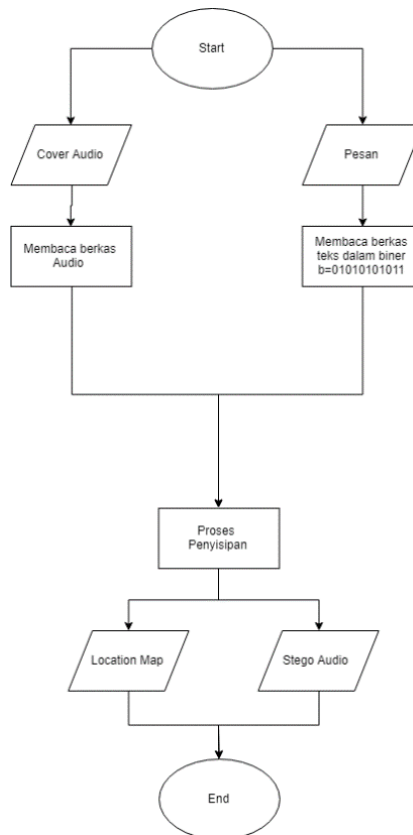 Start
Cover Audio
Pesan
Membaca berkas
Audio
Membaca berkas
teks dalam biner
b=01010101011
Proses
Penyisipan
Location Map
Stego Audio
End